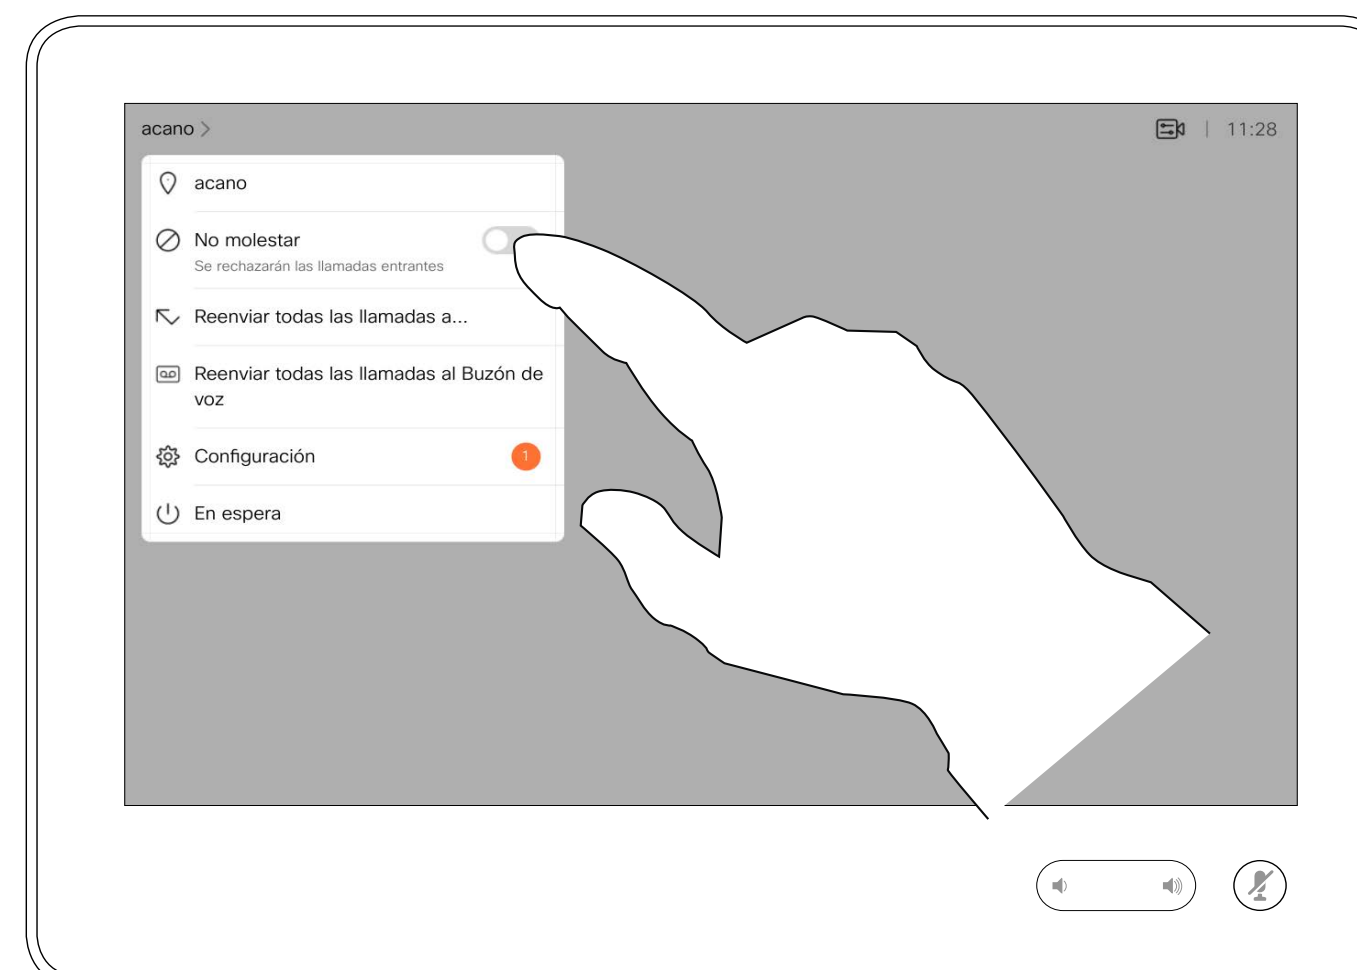 acano
11:28
acano
No molestar
Se rechazarán las llamadas entrantes
Reenviar todas las llamadas a...
Reenviar todas las llamadas al Buzón de
voz
Configuración
1
En espera